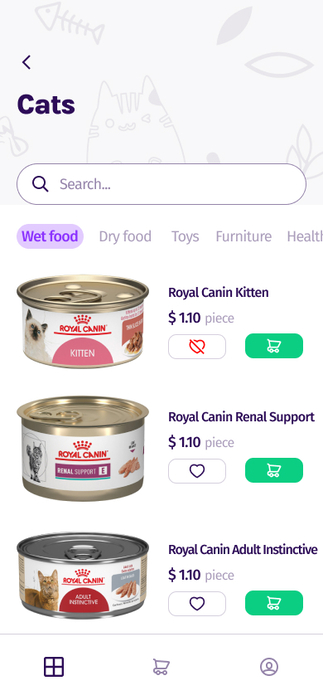 Cats
Search...
Wet food Dry food Toys Furniture Health
ROYAL CANIN
KITTEN
Royal Canin Kitten
$ 1.10 piece
ROYAL CANIN
RENAL SUPPORT E
Royal Canin Renal Support
$ 1.10 piece
ROYAL CANIN
ADULT
INSTINCTIVE
Royal Canin Adult Instinctive
$ 1.10 piece